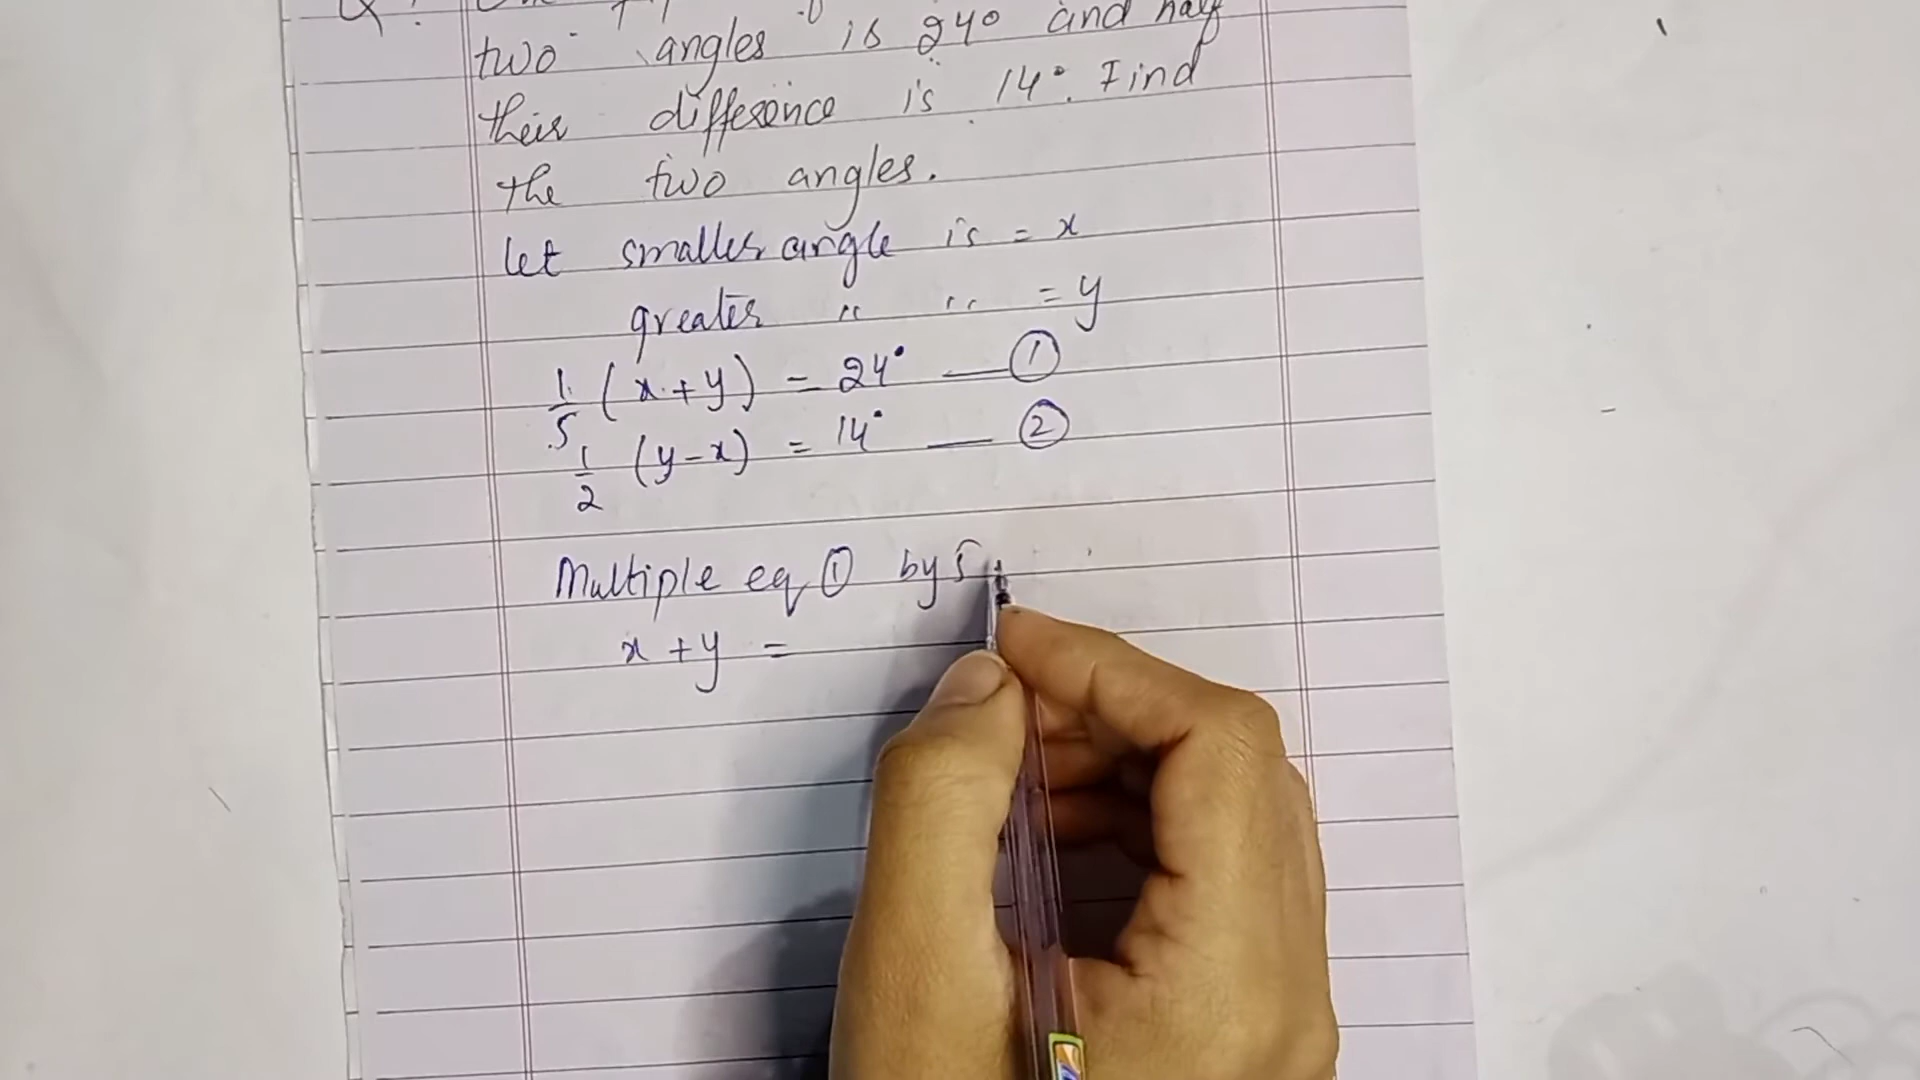 two angles is 24° and half
their difference is 14°. Find
the two angles.
let smaller angle is = x
greater " " = y
1/5 (x+y) = 24° — ①
1/2 (y-x) = 14° — ②
Multiple eq ① by 5
x + y =